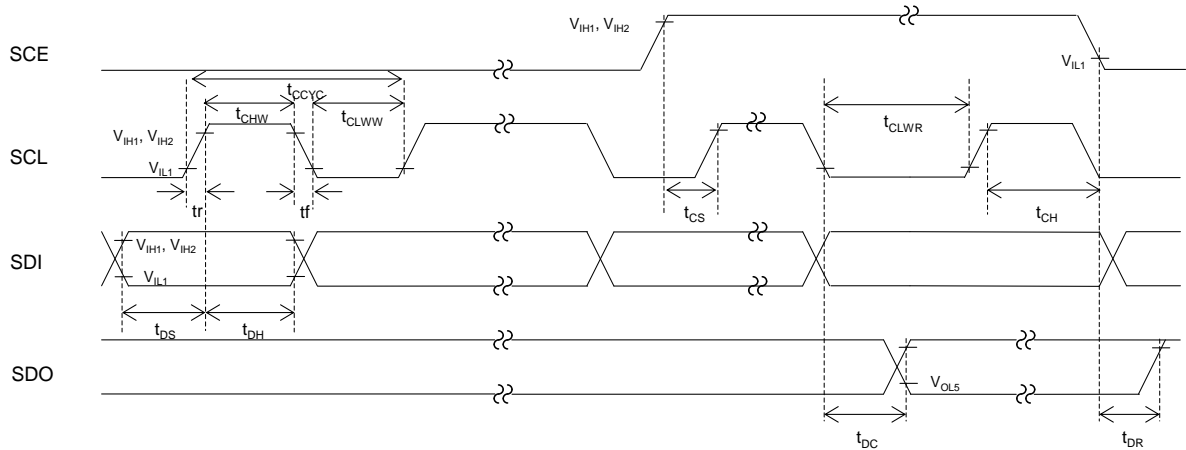 SCE
V_IH1, V_IH2
V_IL1
t_CCYC
t_CHW
t_CLWW
t_CLWR
SCL
V_IH1, V_IH2
V_IL1
tr
tf
t_CS
t_CH
SDI
V_IH1, V_IH2
V_IL1
t_DS
t_DH
SDO
V_OL5
t_DC
t_DR